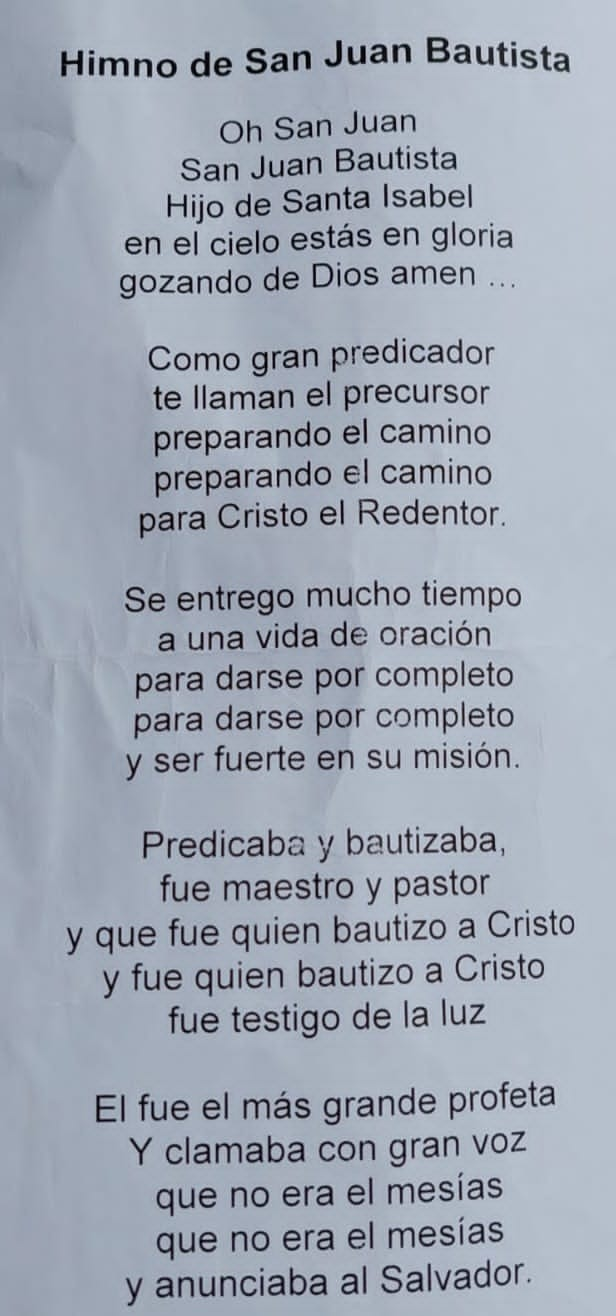 Himno de San Juan Bautista
Oh San Juan
San Juan Bautista
Hijo de Santa Isabel
en el cielo estás en gloria
gozando de Dios amen ...
Como gran predicador
te llaman el precursor
preparando el camino
preparando el camino
para Cristo el Redentor.
Se entrego mucho tiempo
a una vida de oración
para darse por completo
para darse por completo
y ser fuerte en su misión.
Predicaba y bautizaba,
fue maestro y pastor
y que fue quien bautizo a Cristo
y fue quien bautizo a Cristo
fue testigo de la luz
El fue el más grande profeta
Y clamaba con gran voz
que no era el mesías
que no era el mesías
y anunciaba al Salvador.